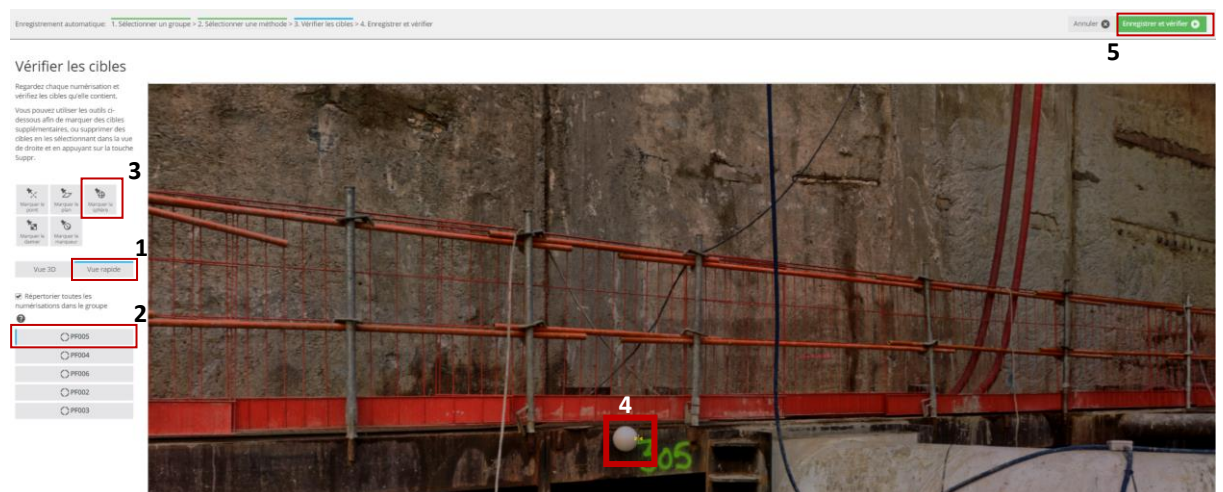 Enregistrement automatique: 1. Sélectionner un groupe > 2. Sélectionner une méthode > 3. Vérifier les cibles > 4. Enregistrer et vérifier
Annuler
Enregistrer et vérifier
5
Vérifier les cibles
Regardez chaque numérisation et
vérifiez les cibles qu'elle contient.
Vous pouvez utiliser les outils ci-
dessous afin de marquer des cibles
supplémentaires, ou supprimer des
cibles en les sélectionnant dans la vue
de droite et en appuyant sur la touche
Suppr.
3
Marquer le
point
Marquer le
plan
Marquer la
sphère
Marquer le
damier
Marquer le
marqueur
1
Vue 3D
Vue rapide
Répertorier toutes les
numérisations dans le groupe
?
2
PF005
PF004
PF006
PF002
PF003
4
305